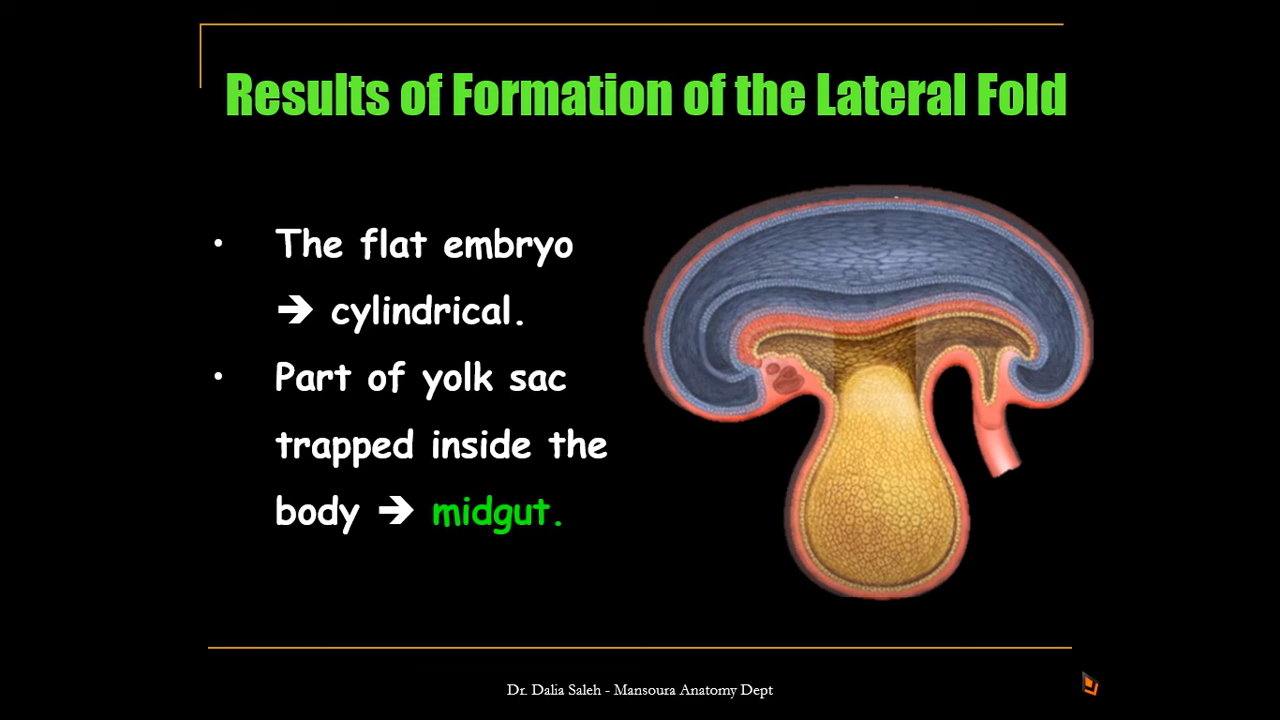 Results of Formation of the Lateral Fold
• The flat embryo
➔ cylindrical.
• Part of yolk sac
trapped inside the
body ➔ midgut.
Dr. Dalia Saleh - Mansoura Anatomy Dept